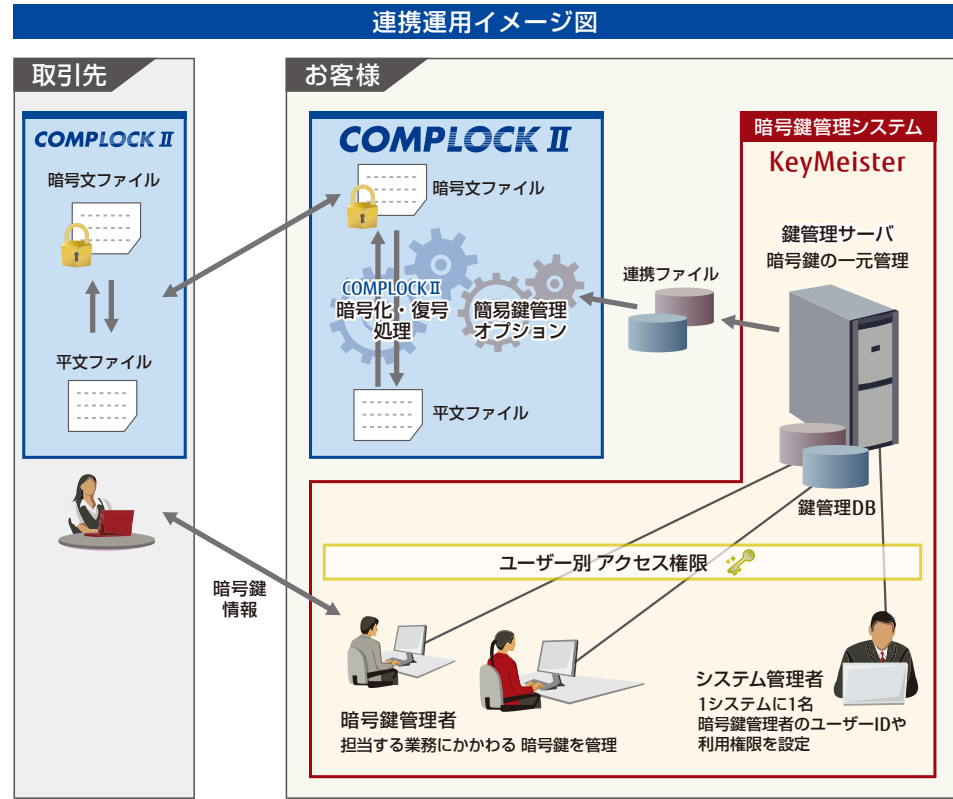 連携運用イメージ図
取引先
COMPLOCK II
暗号文ファイル
平文ファイル
お客様
COMPLOCK II
暗号文ファイル
COMPLOCK II
暗号化・復号
処理
簡易鍵管理
オプション
平文ファイル
連携ファイル
暗号鍵管理システム
KeyMeister
鍵管理サーバ
暗号鍵の一元管理
鍵管理DB
ユーザー別 アクセス権限
暗号鍵
情報
暗号鍵管理者
担当する業務にかかわる 暗号鍵を管理
システム管理者
1システムに1名
暗号鍵管理者のユーザーIDや
利用権限を設定